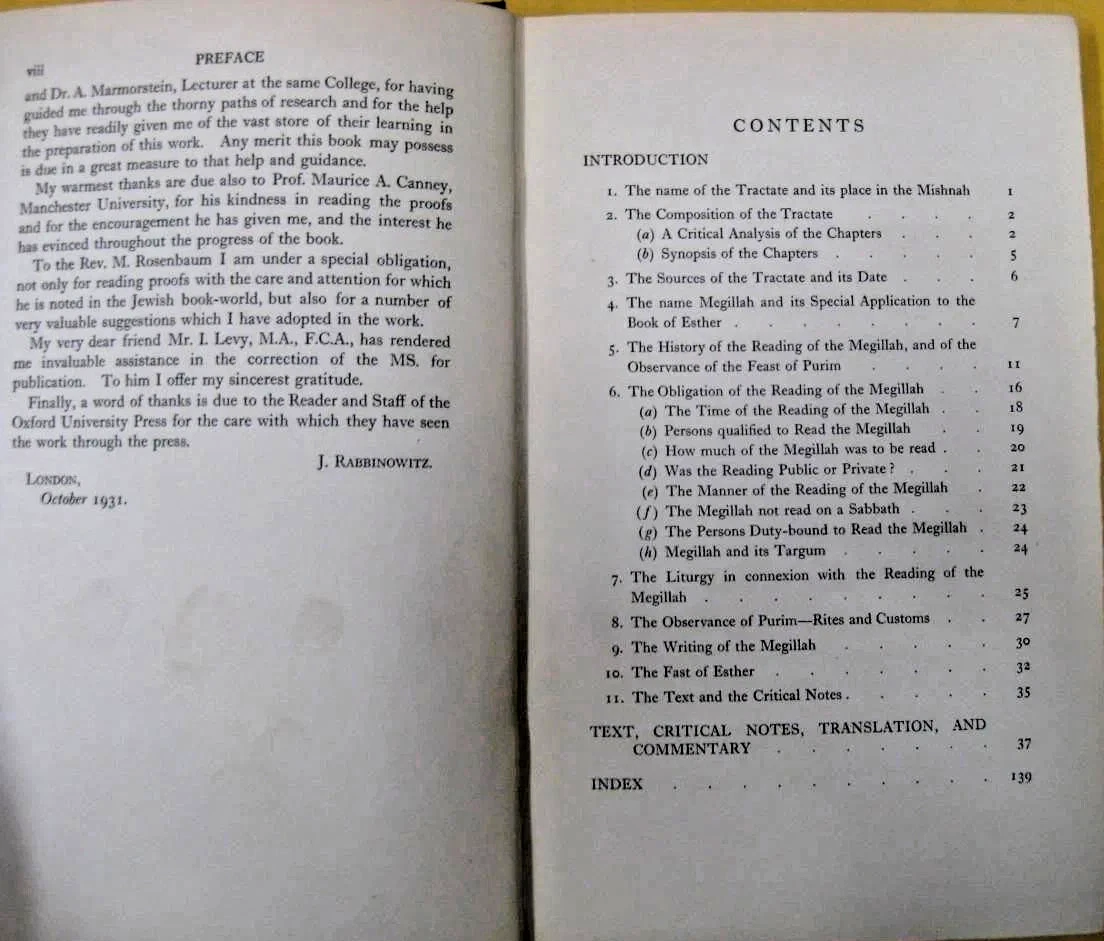 viii
PREFACE
and Dr. A. Marmorstein, Lecturer at the same College, for having
guided me through the thorny paths of research and for the help
they have readily given me of the vast store of their learning in
the preparation of this work. Any merit this book may possess
is due in a great measure to that help and guidance.
My warmest thanks are due also to Prof. Maurice A. Canney,
Manchester University, for his kindness in reading the proofs
and for the encouragement he has given me, and the interest he
has evinced throughout the progress of the book.
To the Rev. M. Rosenbaum I am under a special obligation,
not only for reading proofs with the care and attention for which
he is noted in the Jewish book-world, but also for a number of
very valuable suggestions which I have adopted in the work.
My very dear friend Mr. I. Levy, M.A., F.C.A., has rendered
me invaluable assistance in the correction of the MS. for
publication. To him I offer my sincerest gratitude.
Finally, a word of thanks is due to the Reader and Staff of the
Oxford University Press for the care with which they have seen
the work through the press.
J. RABBINOWITZ.
LONDON,
October 1931.
CONTENTS
INTRODUCTION
1. The name of the Tractate and its place in the Mishnah 1
2. The Composition of the Tractate . . . . 2
(a) A Critical Analysis of the Chapters . . . 2
(b) Synopsis of the Chapters . . . . . 5
3. The Sources of the Tractate and its Date . . . 6
4. The name Megillah and its Special Application to the
Book of Esther . . . . . . . . 7
5. The History of the Reading of the Megillah, and of the
Observance of the Feast of Purim . . . . 11
6. The Obligation of the Reading of the Megillah . . 16
(a) The Time of the Reading of the Megillah . . 18
(b) Persons qualified to Read the Megillah . . 19
(c) How much of the Megillah was to be read . . 20
(d) Was the Reading Public or Private? . . . 21
(e) The Manner of the Reading of the Megillah . 22
(f) The Megillah not read on a Sabbath . . . 23
(g) The Persons Duty-bound to Read the Megillah . 24
(h) Megillah and its Targum . . . . . 24
7. The Liturgy in connexion with the Reading of the
Megillah . . . . . . . . . 25
8. The Observance of Purim—Rites and Customs . . 27
9. The Writing of the Megillah . . . . . 30
10. The Fast of Esther . . . . . . . 32
11. The Text and the Critical Notes . . . . . 35
TEXT, CRITICAL NOTES, TRANSLATION, AND
COMMENTARY . . . . . . . 37
INDEX . . . . . . . . . . 139